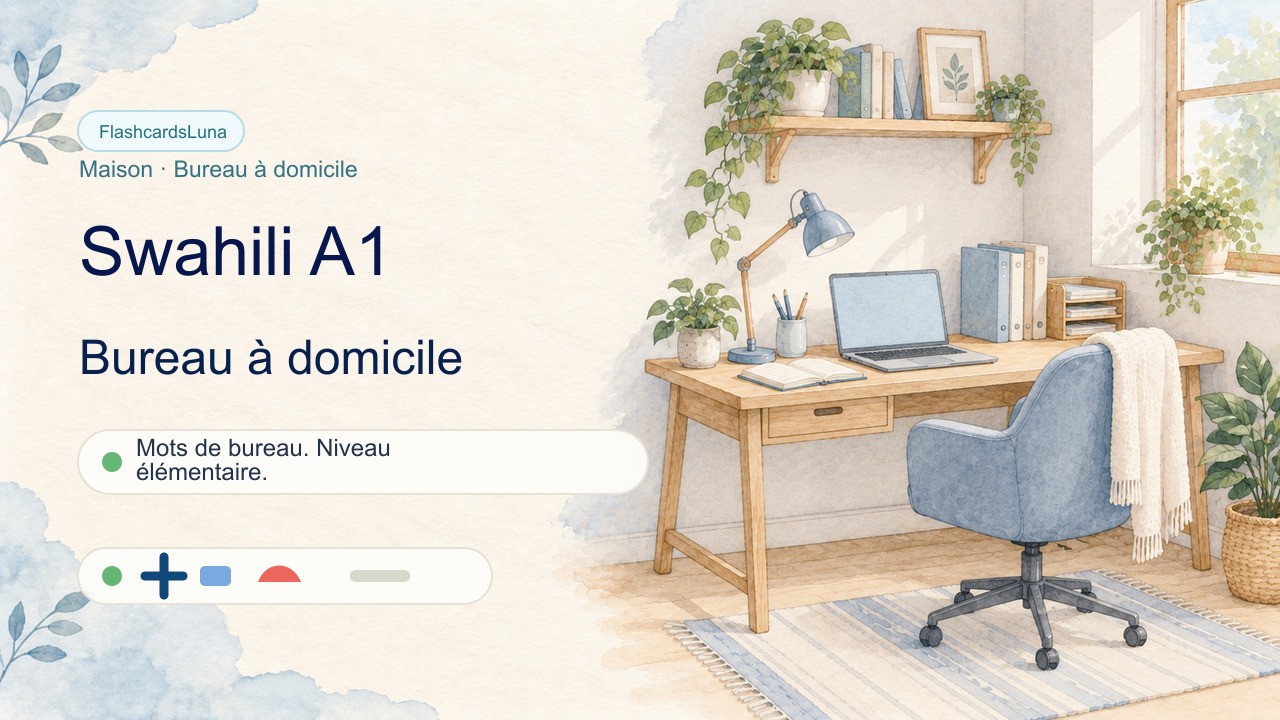 FlashcardsLuna
Maison · Bureau à domicile
Swahili A1
Bureau à domicile
Mots de bureau. Niveau
élémentaire.